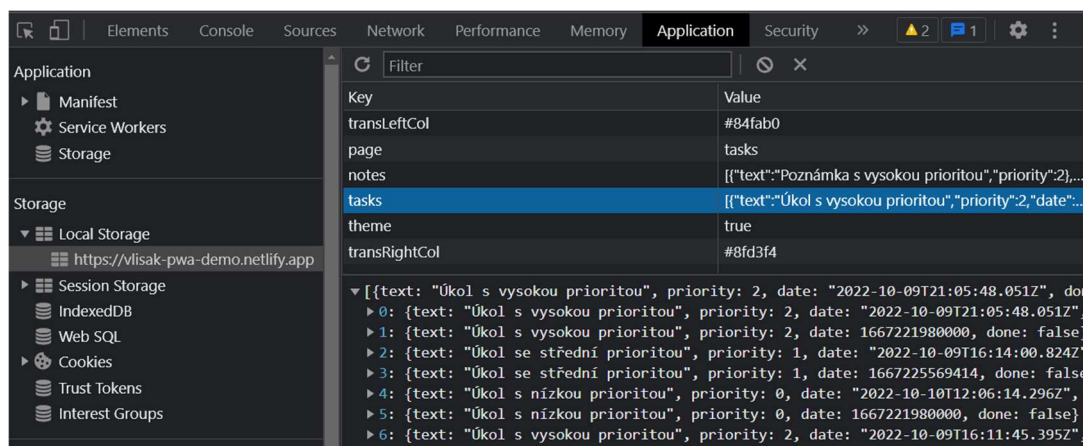 Elements Console Sources Network Performance Memory Application Security » 2 1
Application
Manifest
Service Workers
Storage
Storage
Local Storage
https://vlisak-pwa-demo.netlify.app
Session Storage
IndexedDB
Web SQL
Cookies
Trust Tokens
Interest Groups
Filter
Key Value
transLeftCol #84fab0
page tasks
notes [{"text":"Poznámka s vysokou prioritou","priority":2},...
tasks [{"text":"Úkol s vysokou prioritou","priority":2,"date":...
theme true
transRightCol #8fd3f4
[{text: "Úkol s vysokou prioritou", priority: 2, date: "2022-10-09T21:05:48.051Z", do
0: {text: "Úkol s vysokou prioritou", priority: 2, date: "2022-10-09T21:05:48.051Z",
1: {text: "Úkol s vysokou prioritou", priority: 2, date: 1667221980000, done: false}
2: {text: "Úkol se střední prioritou", priority: 1, date: "2022-10-09T16:14:00.824Z"
3: {text: "Úkol se střední prioritou", priority: 1, date: 1667225569414, done: false
4: {text: "Úkol s nízkou prioritou", priority: 0, date: "2022-10-10T12:06:14.296Z",
5: {text: "Úkol s nízkou prioritou", priority: 0, date: 1667221980000, done: false}
6: {text: "Úkol s vysokou prioritou", priority: 2, date: "2022-10-09T16:11:45.395Z",